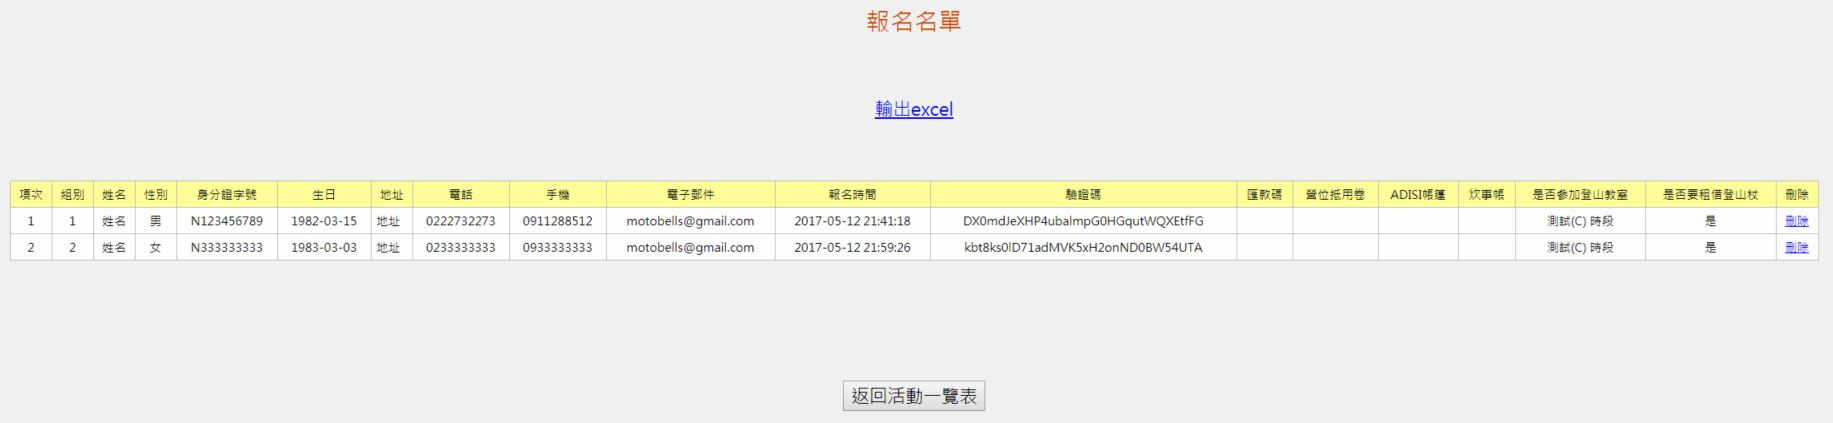 報名名單
輸出excel
項次 組別 姓名 性別 身分證字號 生日 地址 電話 手機 電子郵件 報名時間 驗證碼 匯款碼 營位抵用卷 ADISI帳篷 炊事帳 是否參加登山教室 是否要租借登山杖 刪除
1 1 姓名 男 N123456789 1982-03-15 地址 0222732273 0911288512 motobells@gmail.com 2017-05-12 21:41:18 DX0mdJeXHP4ubalmpG0HGqutWQXEtfFG 測試(C) 時段 是 刪除
2 2 姓名 女 N333333333 1983-03-03 地址 0233333333 0933333333 motobells@gmail.com 2017-05-12 21:59:26 kbt8ks0lD71adMVK5xH2onND0BW54UTA 測試(C) 時段 是 刪除
返回活動一覽表